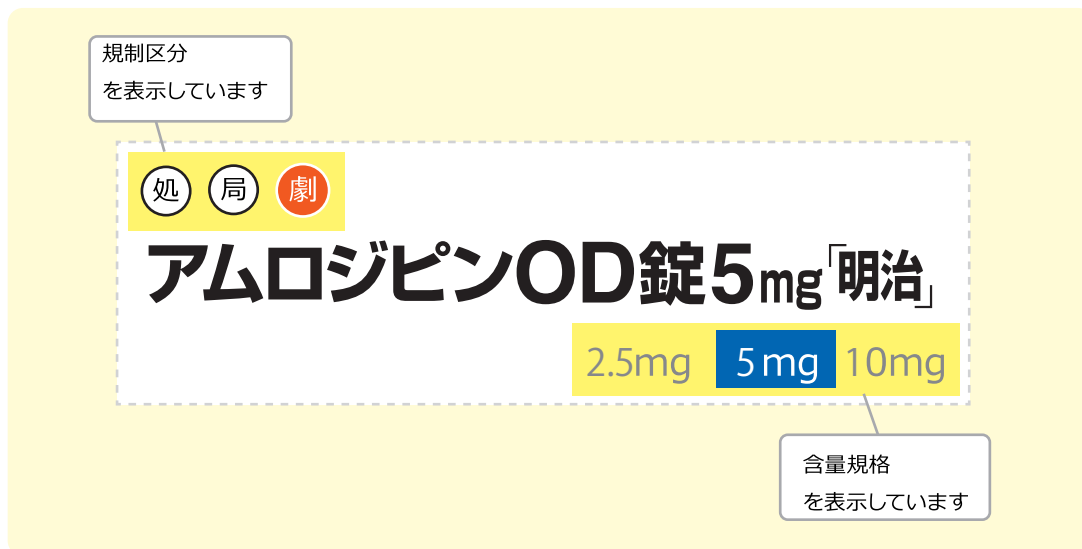 規制区分
を表示しています
処 局 劇
アムロジピンOD錠5mg「明治」
2.5mg 5mg 10mg
含量規格
を表示しています